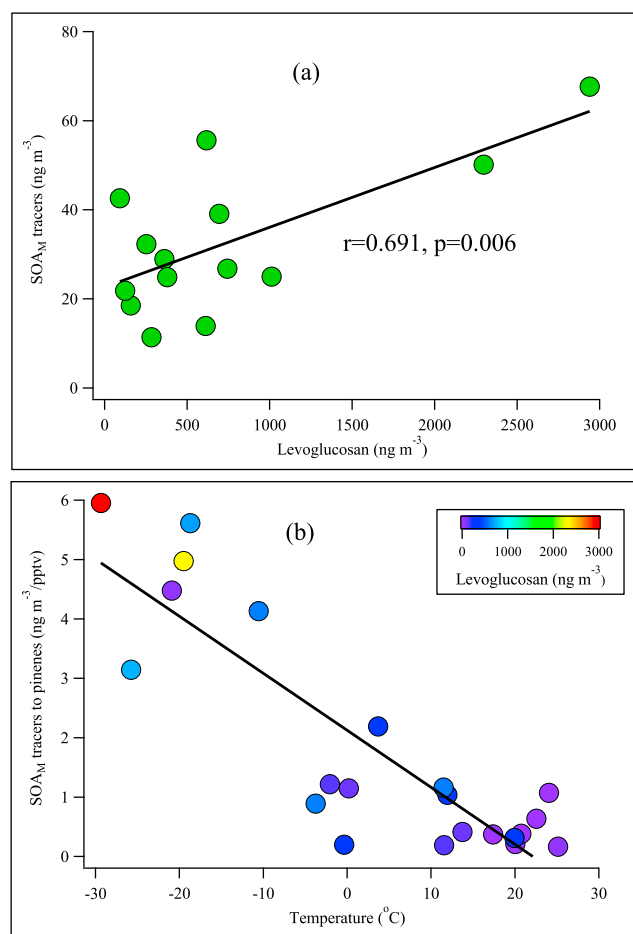 80
60
40
20
0
SOA_M tracers (ng m^-3)
(a)
r=0.691, p=0.006
0 500 1000 1500 2000 2500 3000
Levoglucosan (ng m^-3)
6
5
4
3
2
1
0
SOA_M tracers to pinenes (ng m^-3/pptv)
(b)
0 1000 2000 3000
Levoglucosan (ng m^-3)
-30 -20 -10 0 10 20 30
Temperature (°C)